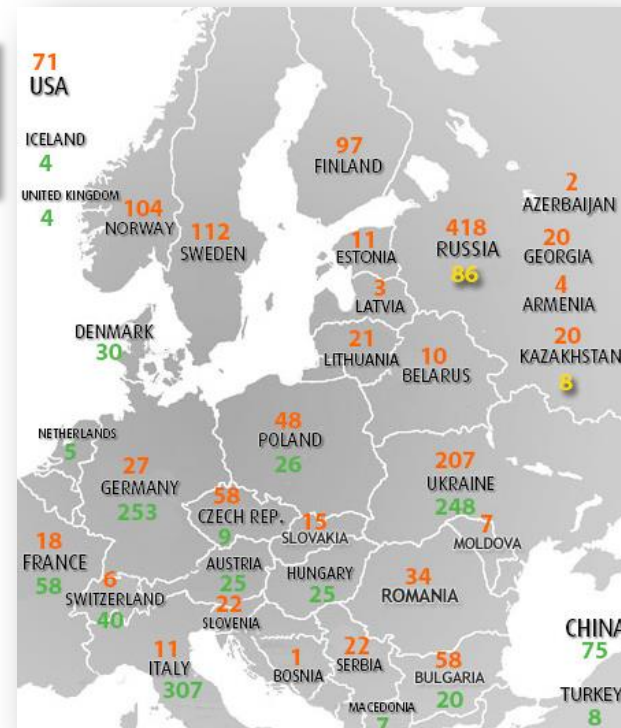 71
USA
ICELAND
4
UNITED KINGDOM
4
104
NORWAY
112
SWEDEN
97
FINLAND
2
AZERBAIJAN
418
RUSSIA
86
20
GEORGIA
11
ESTONIA
4
ARMENIA
3
LATVIA
20
KAZAKHSTAN
8
DENMARK
30
21
LITHUANIA
10
BELARUS
NETHERLANDS
5
48
POLAND
26
27
GERMANY
253
207
UKRAINE
248
58
CZECH REP.
9
15
SLOVAKIA
7
MOLDOVA
18
FRANCE
58
AUSTRIA
25
HUNGARY
25
6
SWITZERLAND
40
34
ROMANIA
22
SLOVENIA
CHINA
75
11
ITALY
307
1
BOSNIA
22
SERBIA
58
BULGARIA
20
MACEDONIA
7
TURKEY
8